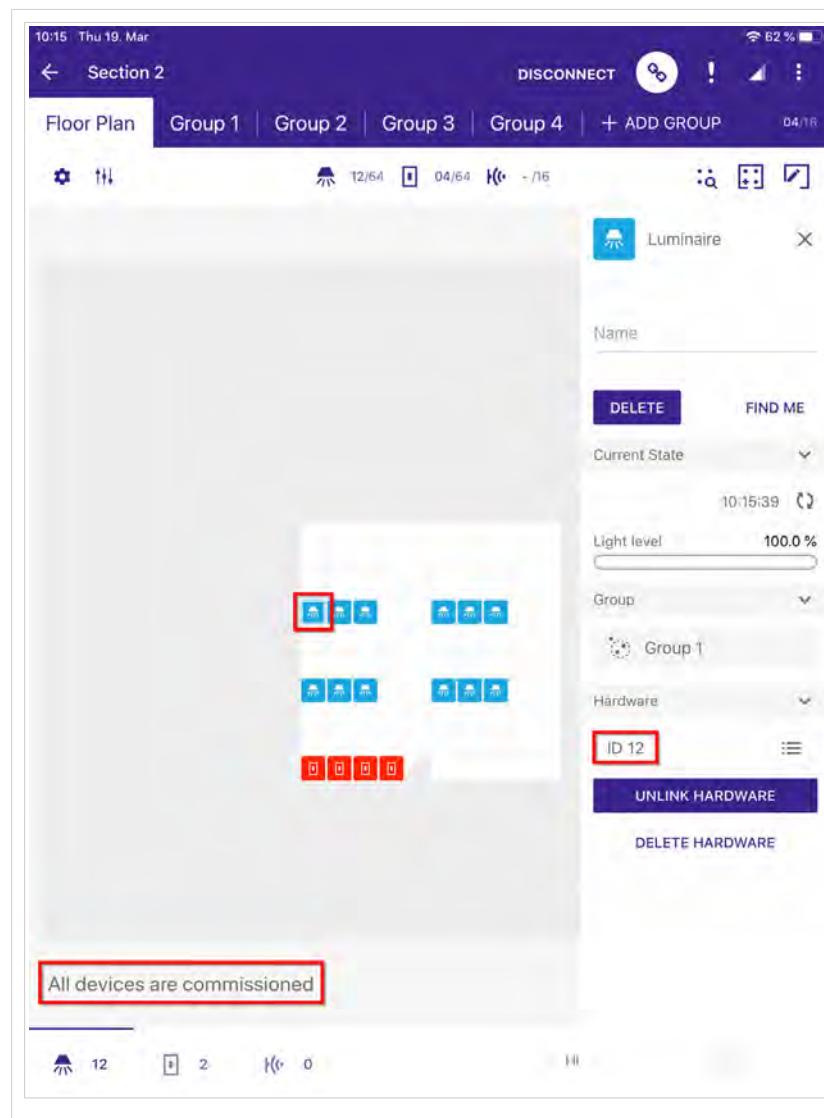 10:15 Thu 19. Mar 62 %
Section 2 DISCONNECT
Floor Plan Group 1 Group 2 Group 3 Group 4 + ADD GROUP 04/16
12/64 04/64 - /16
Luminaire
Name
DELETE FIND ME
Current State
10:15:39
Light level 100.0 %
Group
Group 1
Hardware
ID 12
UNLINK HARDWARE
DELETE HARDWARE
All devices are commissioned
12 2 0